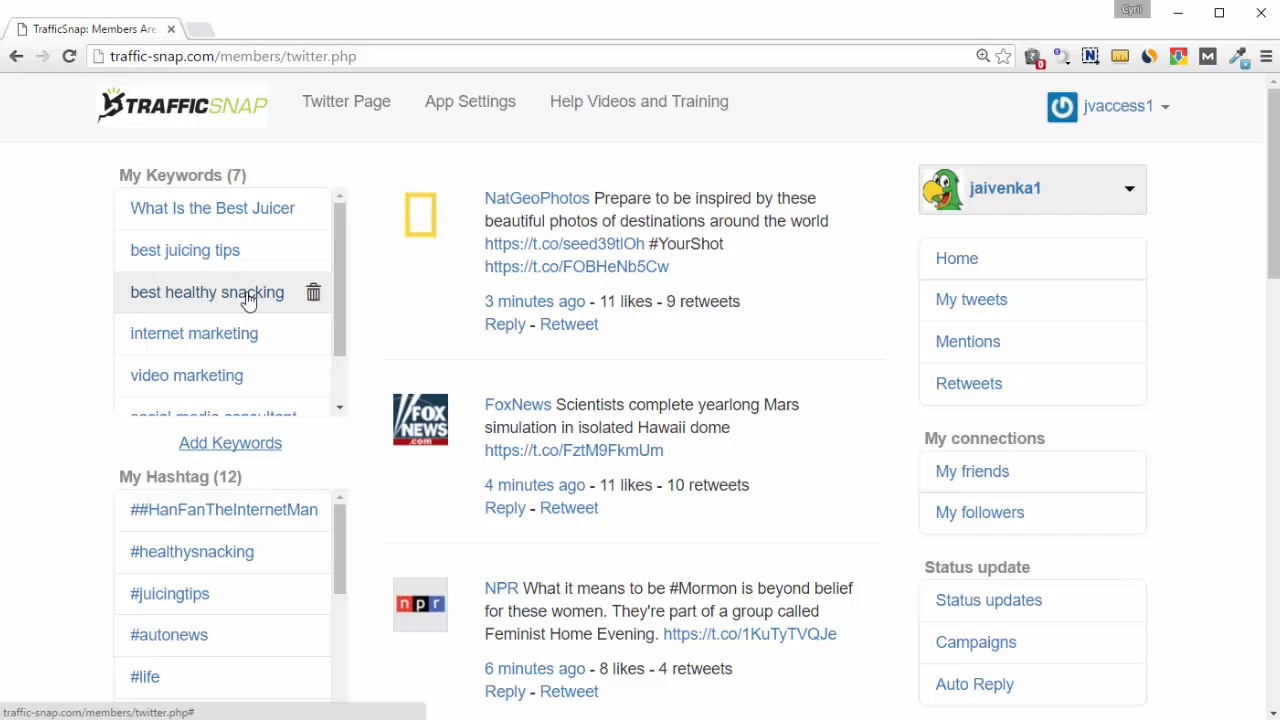 Cyril
TrafficSnap: Members Are
traffic-snap.com/members/twitter.php
0
M
TRAFFICSNAP
Twitter Page
App Settings
Help Videos and Training
jvaccess1
My Keywords (7)
What Is the Best Juicer
best juicing tips
best healthy snacking
internet marketing
video marketing
social media consultant
Add Keywords
My Hashtag (12)
##HanFanTheInternetMan
#healthysnacking
#juicingtips
#autonews
#life
NatGeoPhotos Prepare to be inspired by these
beautiful photos of destinations around the world
https://t.co/seed39tlOh #YourShot
https://t.co/FOBHeNb5Cw
3 minutes ago - 11 likes - 9 retweets
Reply - Retweet
FOX
NEWS
.com
FoxNews Scientists complete yearlong Mars
simulation in isolated Hawaii dome
https://t.co/FztM9FkmUm
4 minutes ago - 11 likes - 10 retweets
Reply - Retweet
npr
NPR What it means to be #Mormon is beyond belief
for these women. They're part of a group called
Feminist Home Evening. https://t.co/1KuTyTVQJe
6 minutes ago - 8 likes - 4 retweets
Reply - Retweet
jaivenka1
Home
My tweets
Mentions
Retweets
My connections
My friends
My followers
Status update
Status updates
Campaigns
Auto Reply
traffic-snap.com/members/twitter.php#